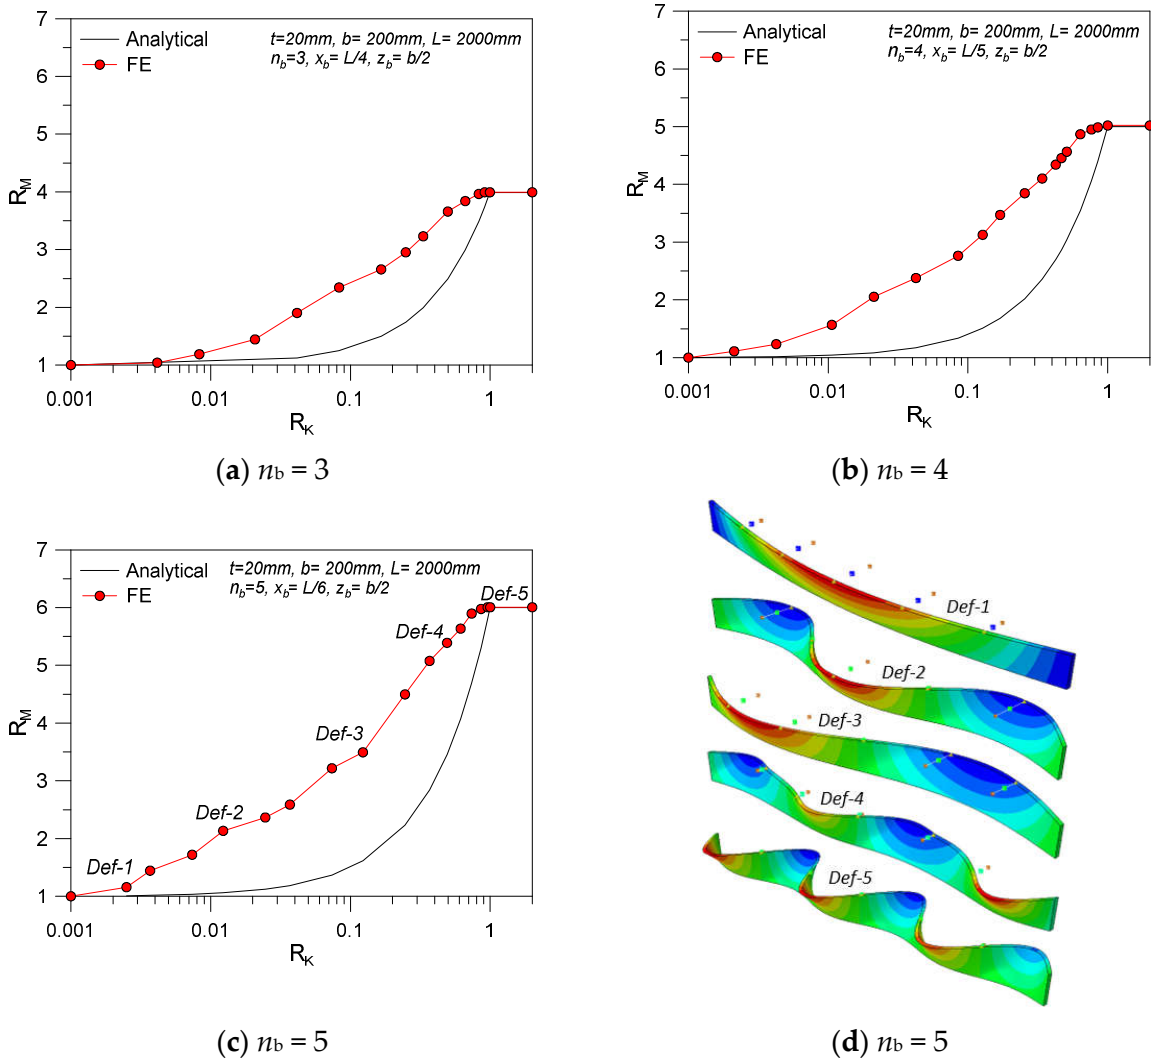 7
6
5
4
3
2
1
R_M
Analytical
FE
t=20mm, b= 200mm, L= 2000mm
n_b=3, x_b= L/4, z_b= b/2
0.001
0.01
0.1
1
R_K
(a) n_b = 3
7
6
5
4
3
2
1
R_M
Analytical
FE
t=20mm, b= 200mm, L= 2000mm
n_b=4, x_b= L/5, z_b= b/2
0.001
0.01
0.1
1
R_K
(b) n_b = 4
7
6
5
4
3
2
1
R_M
Analytical
FE
t=20mm, b= 200mm, L= 2000mm
n_b=5, x_b= L/6, z_b= b/2
Def-5
Def-4
Def-3
Def-2
Def-1
0.001
0.01
0.1
1
R_K
(c) n_b = 5
Def-1
Def-2
Def-3
Def-4
Def-5
(d) n_b = 5